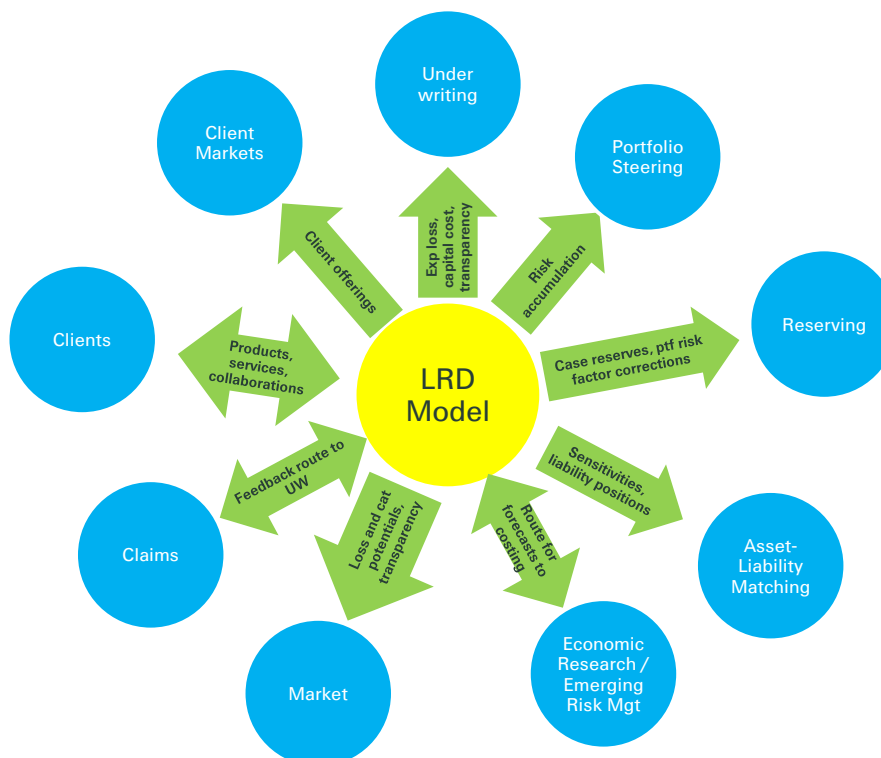 Under
writing
Client
Markets
Portfolio
Steering
Exp loss,
capital cost,
transparency
Client offerings
Risk
accumulation
Reserving
Clients
Products,
services,
collaborations
LRD
Model
Case reserves, ptf risk
factor corrections
Feedback route to
UW
Loss and cat
potentials,
transparency
Route for
forecasts to
costing
Sensitivities,
liability positions
Claims
Asset-
Liability
Matching
Market
Economic
Research /
Emerging
Risk Mgt